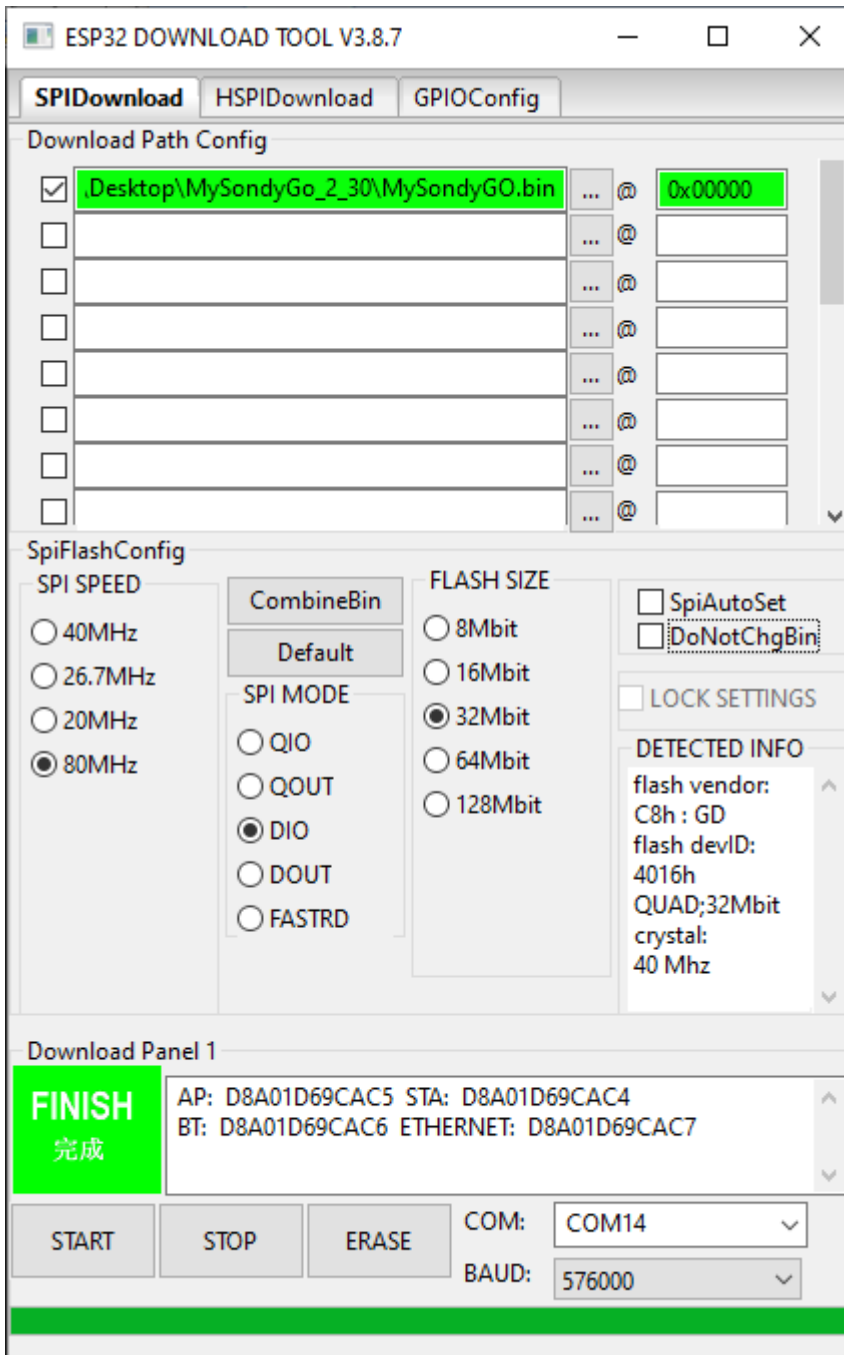 ESP32 DOWNLOAD TOOL V3.8.7
SPIDownload HSPIDownload GPIOConfig
Download Path Config
\Desktop\MySondyGo_2_30\MySondyGO.bin ... @ 0x00000
... @
... @
... @
... @
... @
... @
... @
SpiFlashConfig
SPI SPEED
40MHz
26.7MHz
20MHz
80MHz
CombineBin
Default
SPI MODE
QIO
QOUT
DIO
DOUT
FASTRD
FLASH SIZE
8Mbit
16Mbit
32Mbit
64Mbit
128Mbit
SpiAutoSet
DoNotChgBin
LOCK SETTINGS
DETECTED INFO
flash vendor:
C8h : GD
flash devID:
4016h
QUAD;32Mbit
crystal:
40 Mhz
Download Panel 1
FINISH
完成
AP: D8A01D69CAC5 STA: D8A01D69CAC4
BT: D8A01D69CAC6 ETHERNET: D8A01D69CAC7
START STOP ERASE
COM: COM14
BAUD: 576000